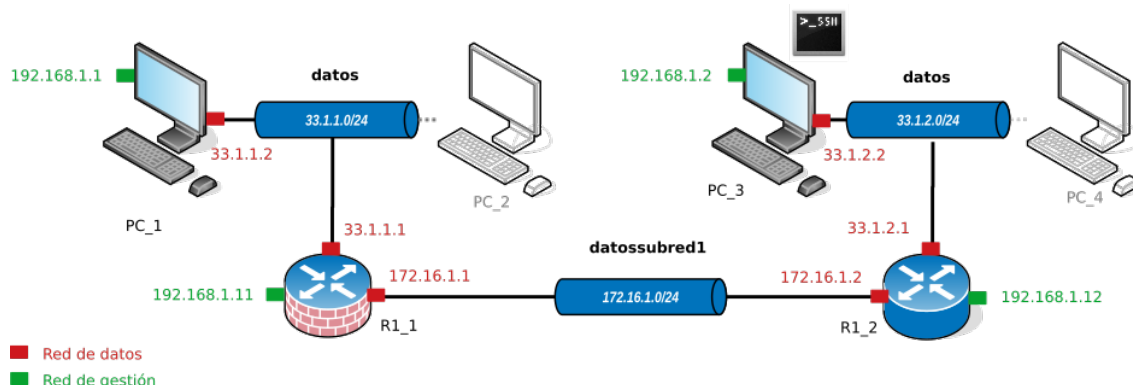 >_SSH
192.168.1.1
datos
192.168.1.2
datos
33.1.1.0/24
33.1.2.0/24
33.1.1.2
33.1.2.2
PC_1
PC_2
PC_3
PC_4
33.1.1.1
33.1.2.1
datossubred1
192.168.1.11
172.16.1.1
172.16.1.0/24
172.16.1.2
192.168.1.12
R1_1
R1_2
Red de datos
Red de gestión